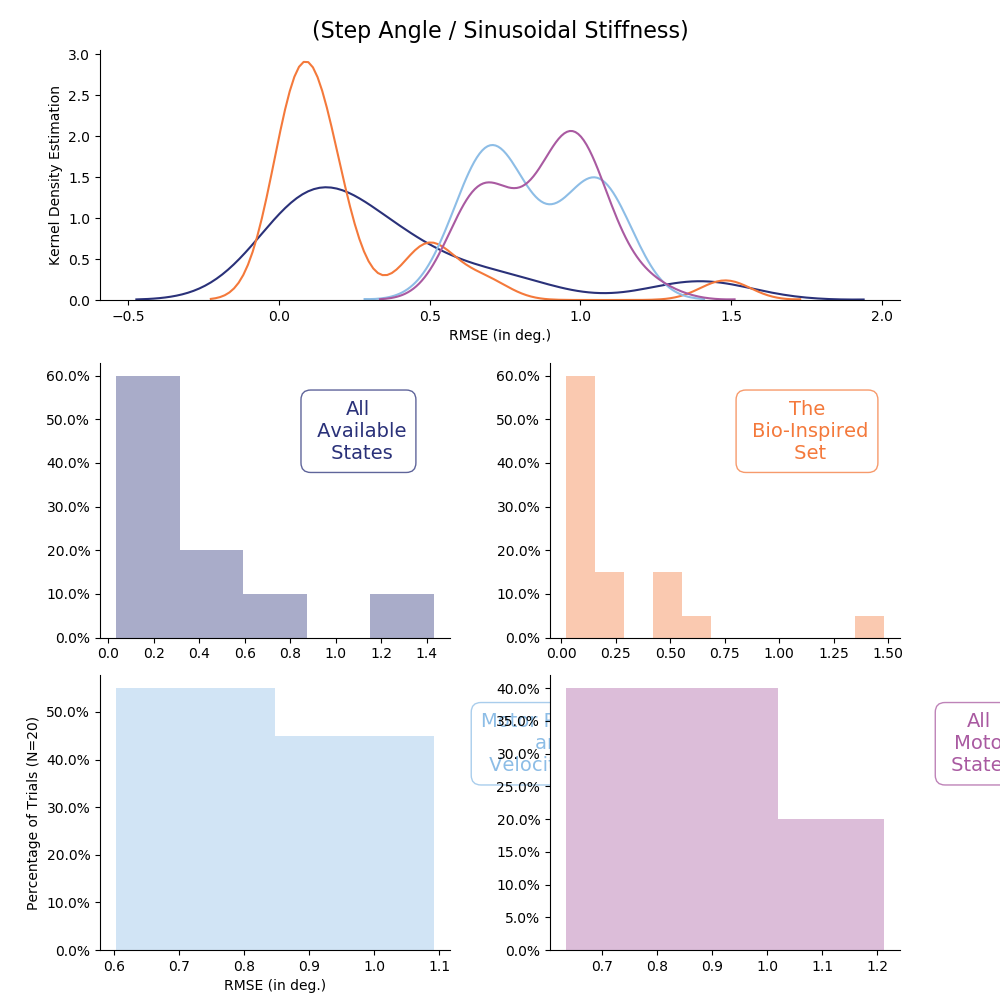 (Step Angle / Sinusoidal Stiffness)
Kernel Density Estimation
3.0
2.5
2.0
1.5
1.0
0.5
0.0
−0.5 0.0 0.5 1.0 1.5 2.0
RMSE (in deg.)
60.0%
50.0%
40.0%
30.0%
20.0%
10.0%
0.0%
0.0 0.2 0.4 0.6 0.8 1.0 1.2 1.4
All
Available
States
60.0%
50.0%
40.0%
30.0%
20.0%
10.0%
0.0%
0.00 0.25 0.50 0.75 1.00 1.25 1.50
The
Bio-Inspired
Set
Percentage of Trials (N=20)
50.0%
40.0%
30.0%
20.0%
10.0%
0.0%
0.6 0.7 0.8 0.9 1.0 1.1
RMSE (in deg.)
Motor
40.0%
35.0%
30.0%
25.0%
20.0%
15.0%
10.0%
5.0%
0.0%
0.7 0.8 0.9 1.0 1.1 1.2
All
Moto
State